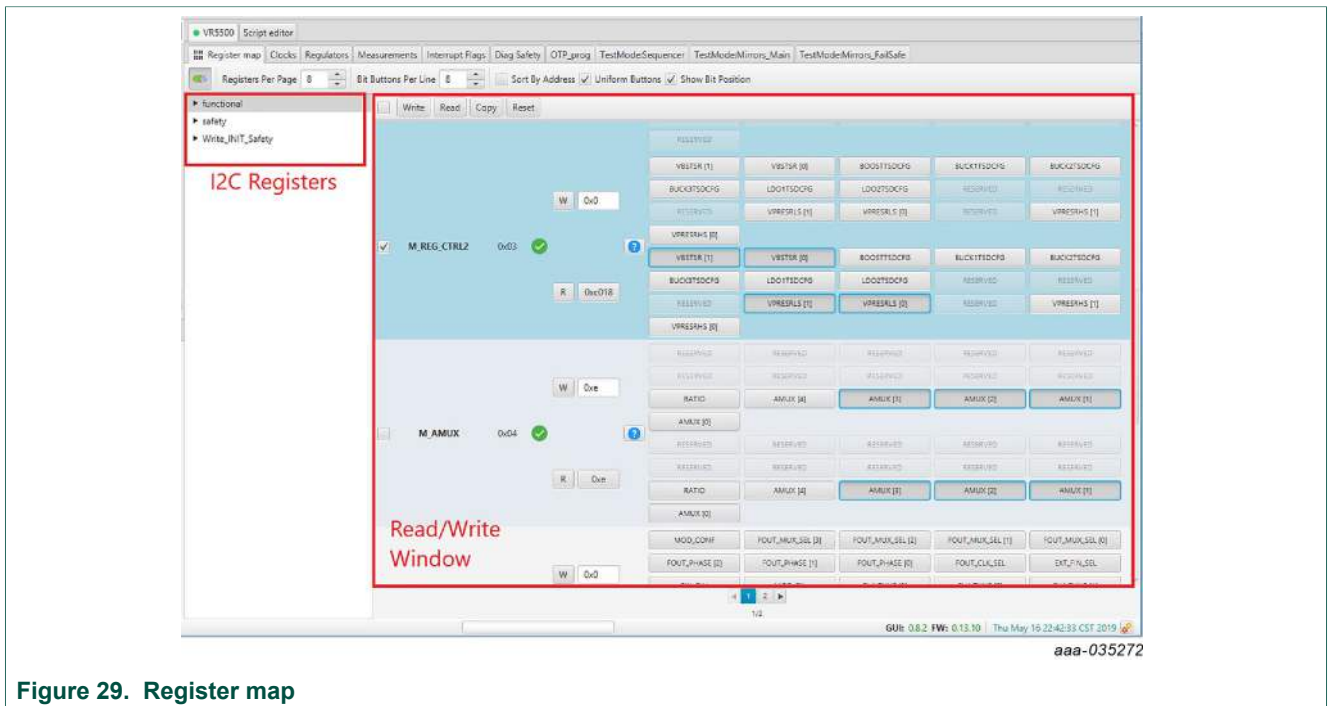 VR5500 Script editor
Register map Clocks Regulators Measurements Interrupt Flags Diag Safety OTP_prog TestModeSequencer TestModeMirrors_Main TestModeMirrors_FailSafe
Registers Per Page 8 Bit Buttons Per Line 8 Sort By Address Uniform Buttons Show Bit Position
functional
safety
Write_INIT_Safety
I2C Registers
Write Read Copy Reset
RESERVED
VBSTSR [1] VBSTSR [0] BOOSTTSDCFG BUCK1TSDCFG BUCK2TSDCFG
BUCK3TSDCFG LDO1TSDCFG LDO2TSDCFG RESERVED RESERVED
W 0x0
RESERVED VPRESRLS [1] VPRESRLS [0] RESERVED VPRESRHS [1]
VPRESRHS [0]
M_REG_CTRL2 0x03
VBSTSR [1] VBSTSR [0] BOOSTTSDCFG BUCK1TSDCFG BUCK2TSDCFG
BUCK3TSDCFG LDO1TSDCFG LDO2TSDCFG RESERVED RESERVED
R 0xc018
RESERVED VPRESRLS [1] VPRESRLS [0] RESERVED VPRESRHS [1]
VPRESRHS [0]
RESERVED RESERVED RESERVED RESERVED RESERVED
RESERVED RESERVED RESERVED RESERVED RESERVED
W 0xe
RATIO AMUX [4] AMUX [3] AMUX [2] AMUX [1]
AMUX [0]
M_AMUX 0x04
RESERVED RESERVED RESERVED RESERVED RESERVED
RESERVED RESERVED RESERVED RESERVED RESERVED
R 0xe
RATIO AMUX [4] AMUX [3] AMUX [2] AMUX [1]
AMUX [0]
Read/Write
Window
MOD_CONF FOUT_MUX_SEL [3] FOUT_MUX_SEL [2] FOUT_MUX_SEL [1] FOUT_MUX_SEL [0]
FOUT_PHASE [2] FOUT_PHASE [1] FOUT_PHASE [0] FOUT_CLK_SEL EXT_FIN_SEL
W 0x0
1 2
1/2
GUI: 0.8.2 FW: 0.13.10 Thu May 16 22:42:33 CST 2019
aaa-035272
Figure 29. Register map